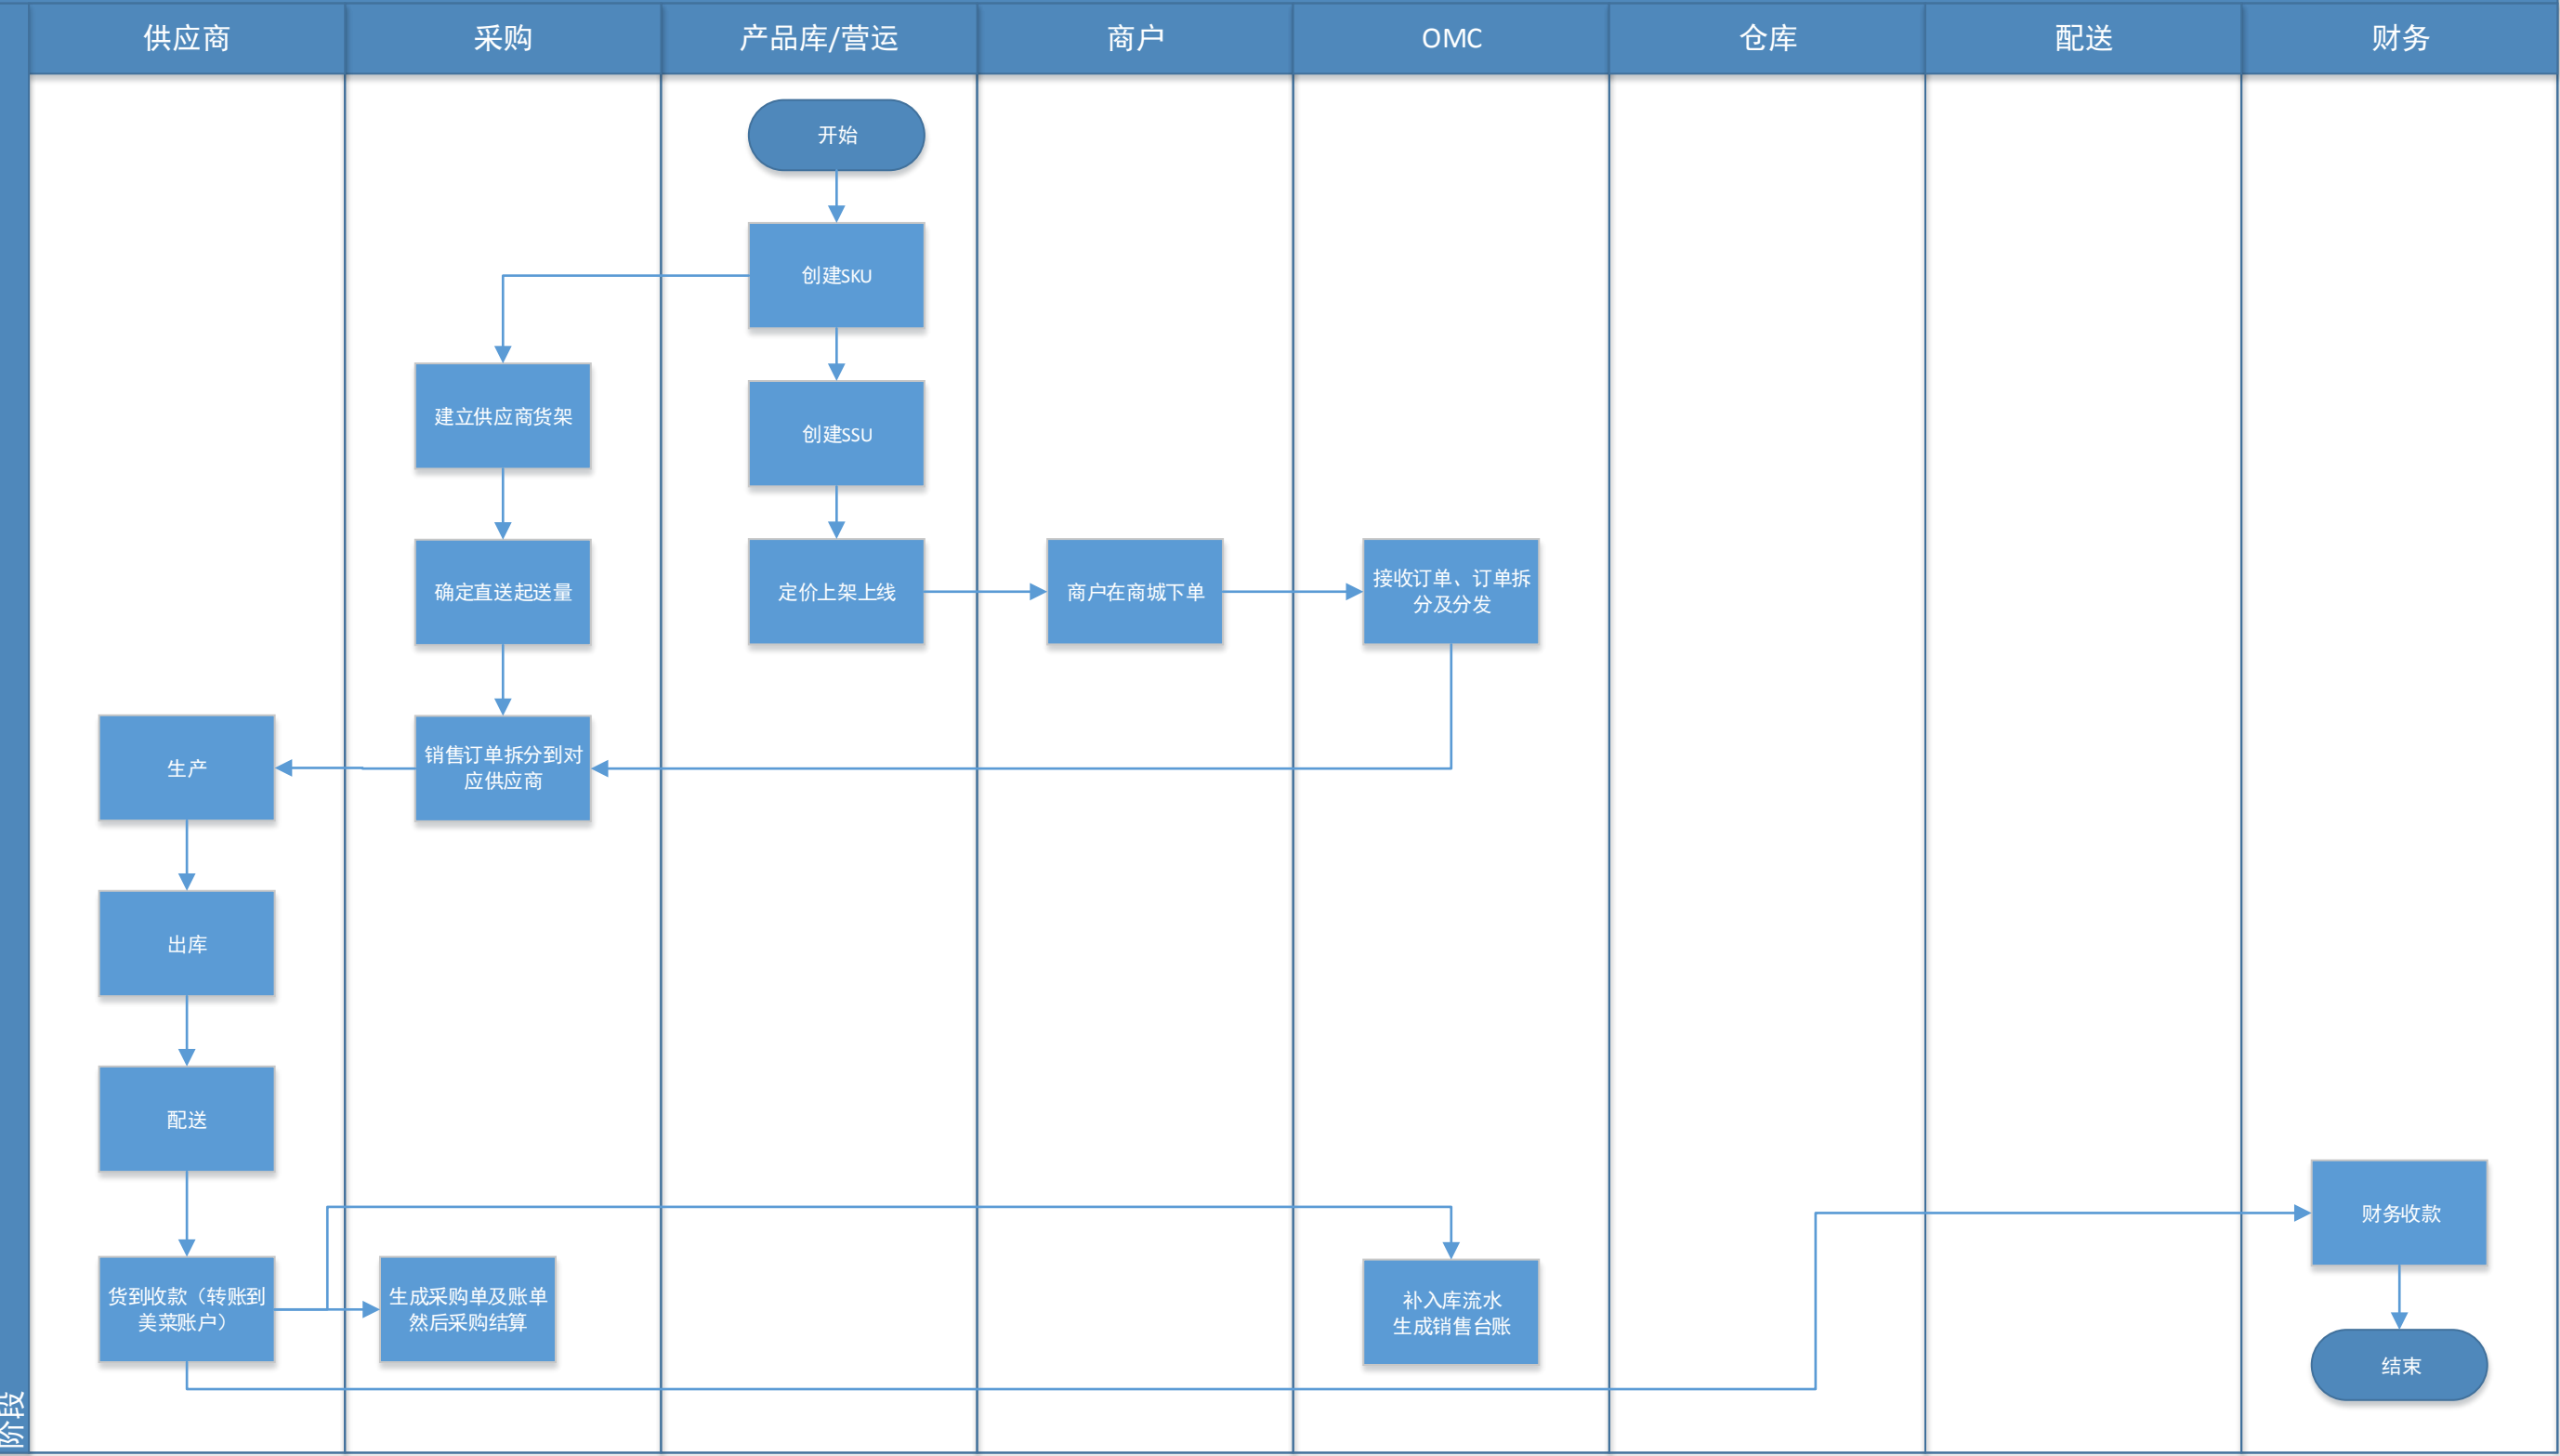 供应商
采购
产品库/营运
商户
OMC
仓库
配送
财务
开始
创建SKU
建立供应商货架
创建SSU
确定直送起送量
定价上架上线
商户在商城下单
接收订单、订单拆
分及分发
生产
销售订单拆分到对
应供应商
出库
配送
财务收款
货到收款（转账到
美菜账户）
生成采购单及账单
然后采购结算
补入库流水
生成销售台账
结束
阶段